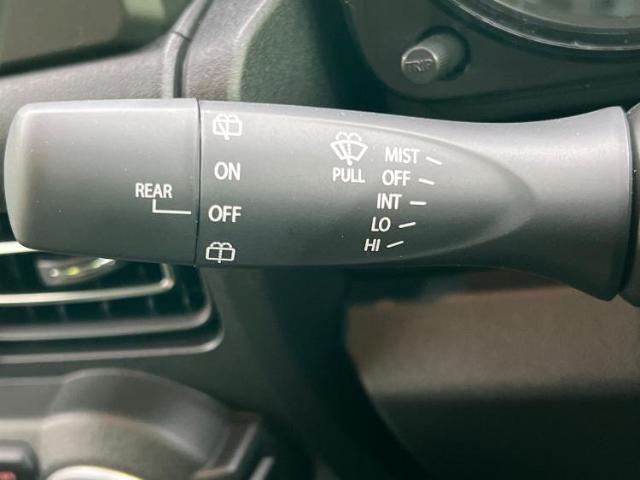 TRIP
REAR
ON
OFF
PULL
MIST
OFF
INT
LO
HI